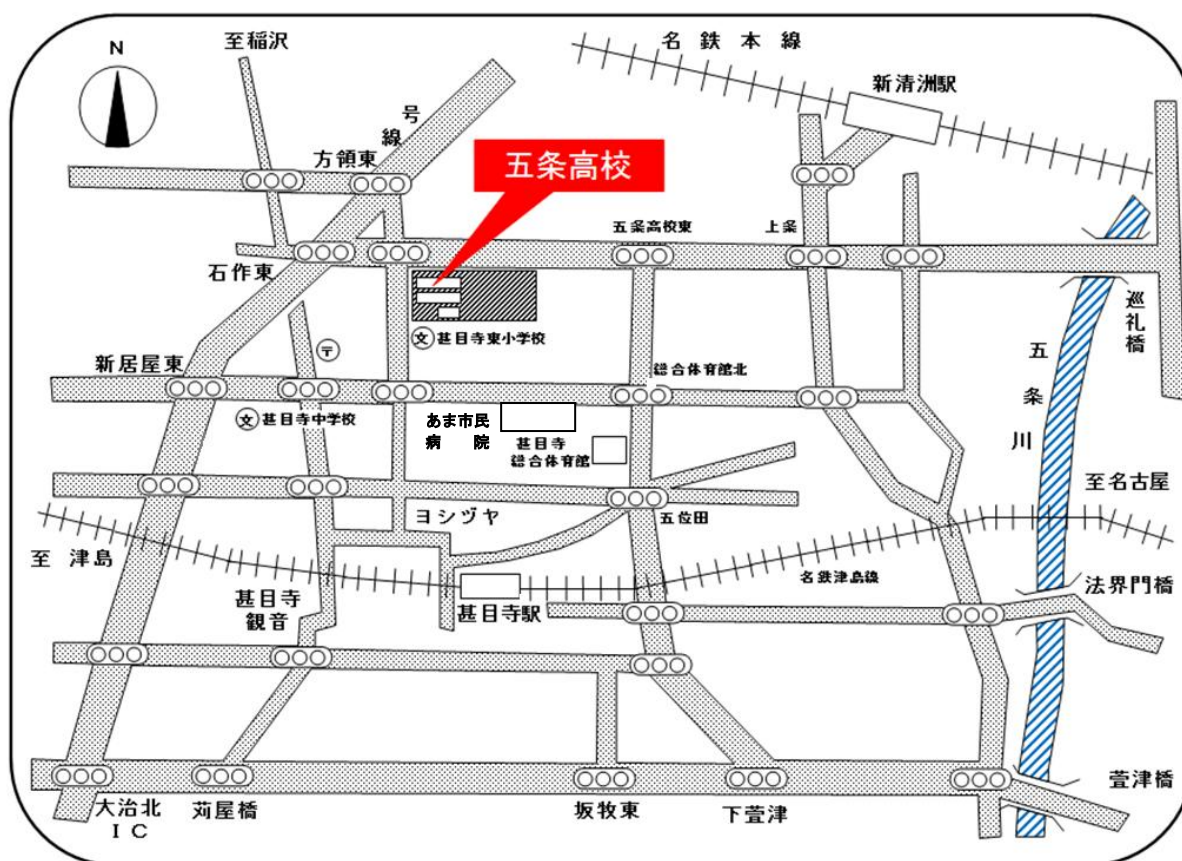 N
至稲沢
名鉄本線
新清洲駅
号線
方領東
五条高校
五条高校東
上条
石作東
巡礼橋
文 甚目寺東小学校
〒
五条川
新居屋東
総合体育館北
文 甚目寺中学校
あま市民
病院
甚目寺
総合体育館
至名古屋
ヨシヅヤ
五位田
至 津島
名鉄津島線
甚目寺
観音
甚目寺駅
法界門橋
萱津橋
大治北
ＩＣ
苅屋橋
坂牧東
下萱津